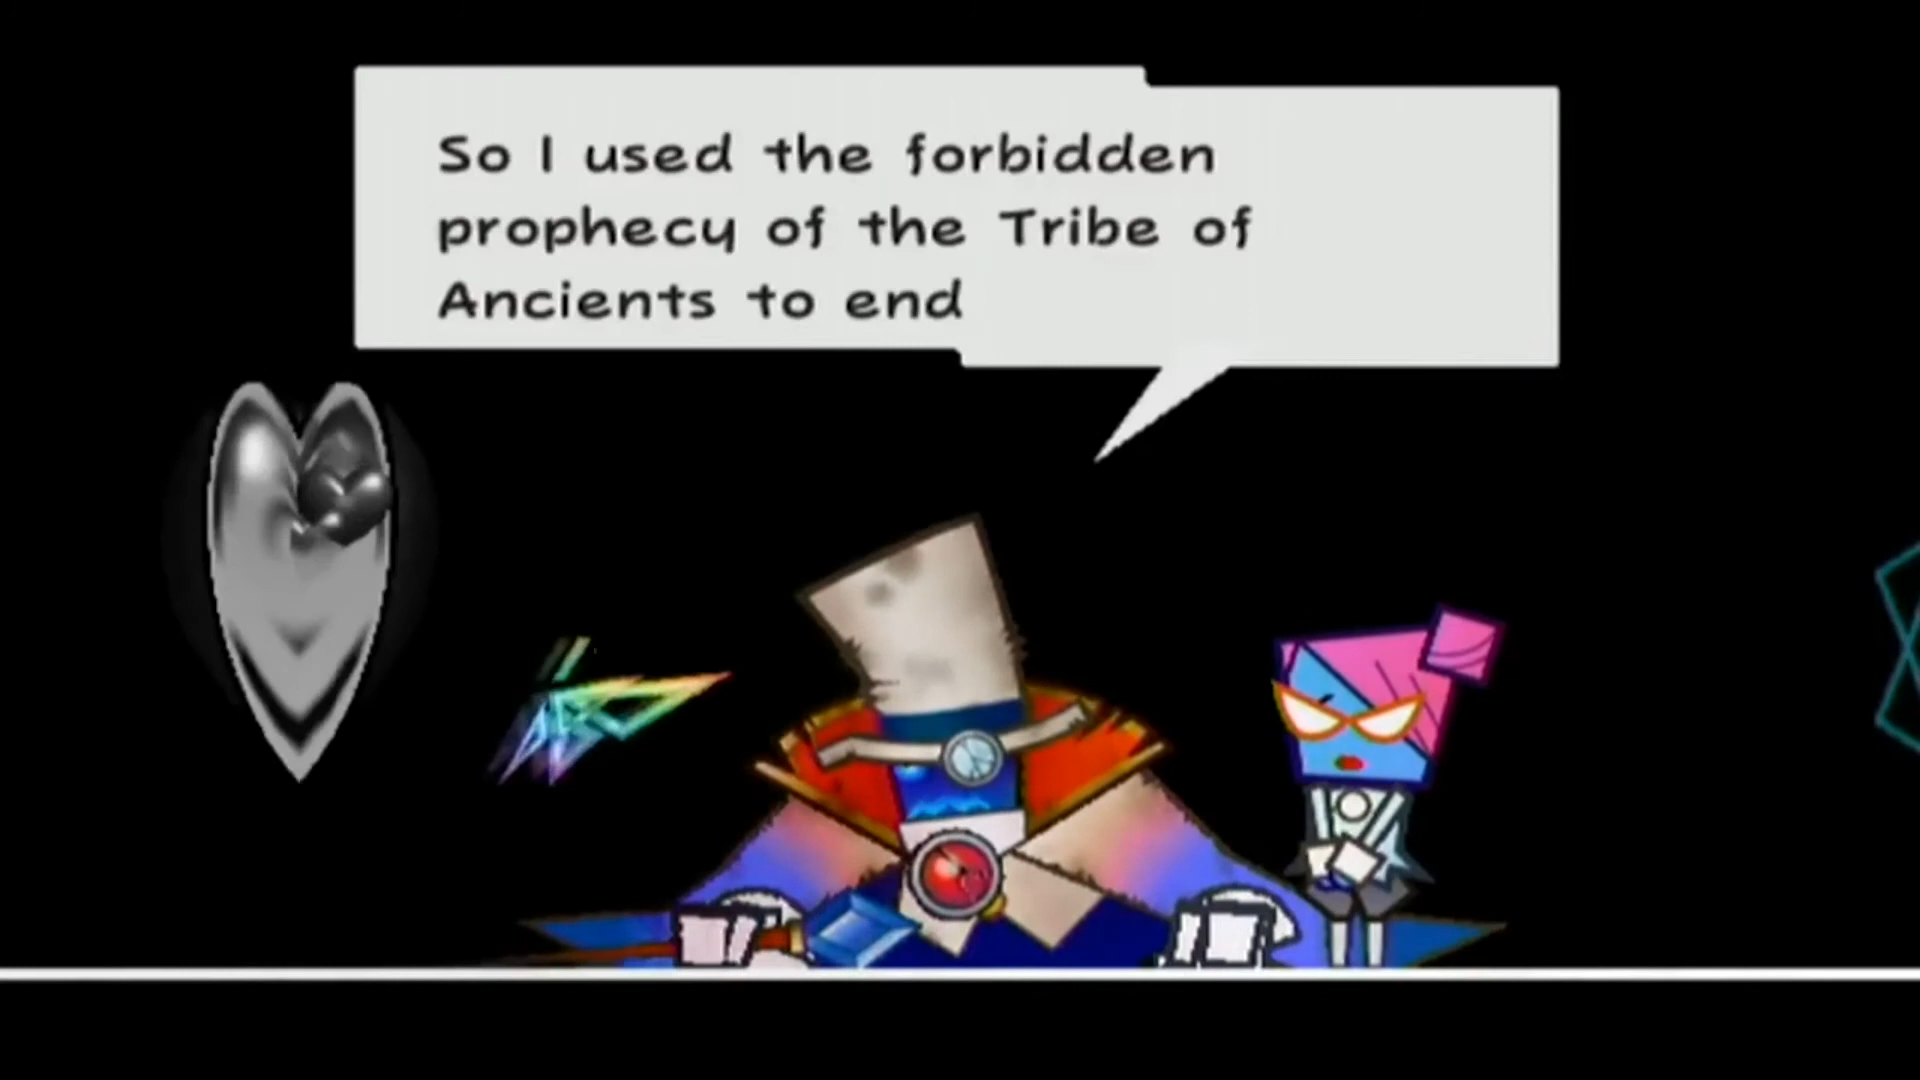 So I used the forbidden
prophecy of the Tribe of
Ancients to end